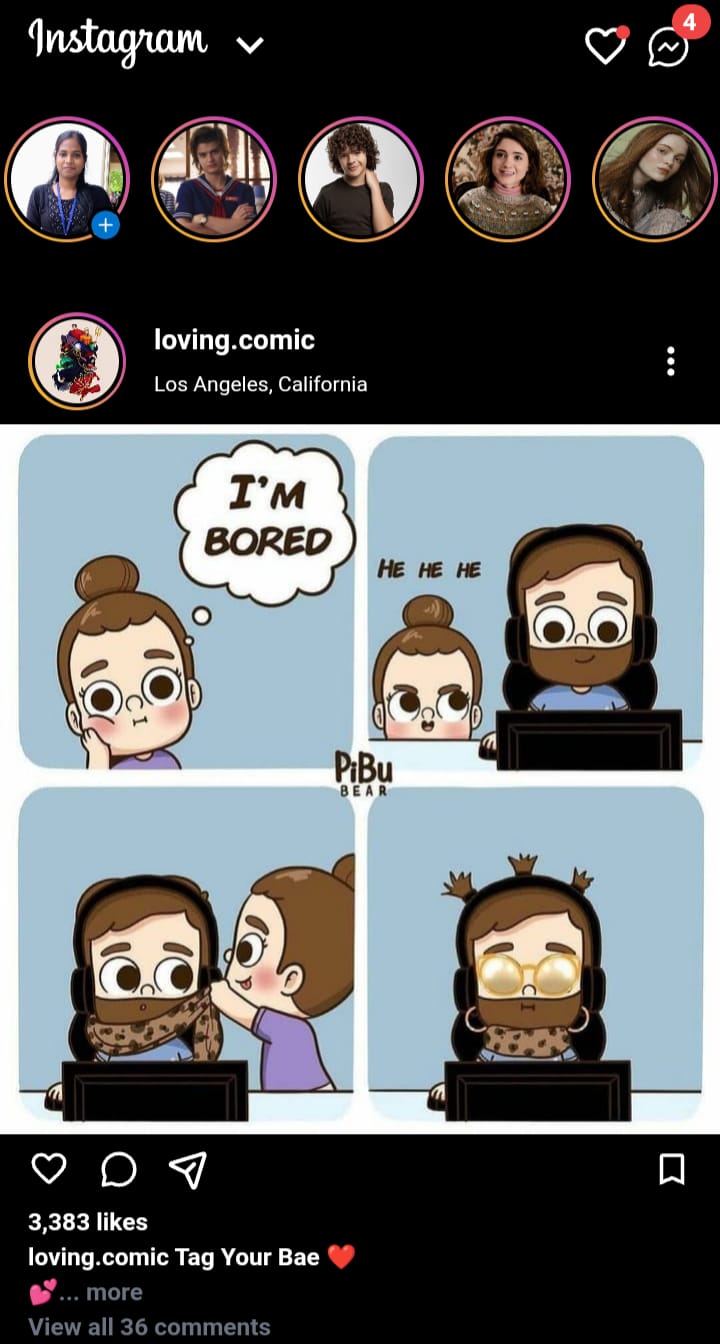 Instagram
4
loving.comic
Los Angeles, California
I'M
BORED
HE HE HE
PiBu
BEAR
3,383 likes
loving.comic Tag Your Bae ❤️
💕... more
View all 36 comments